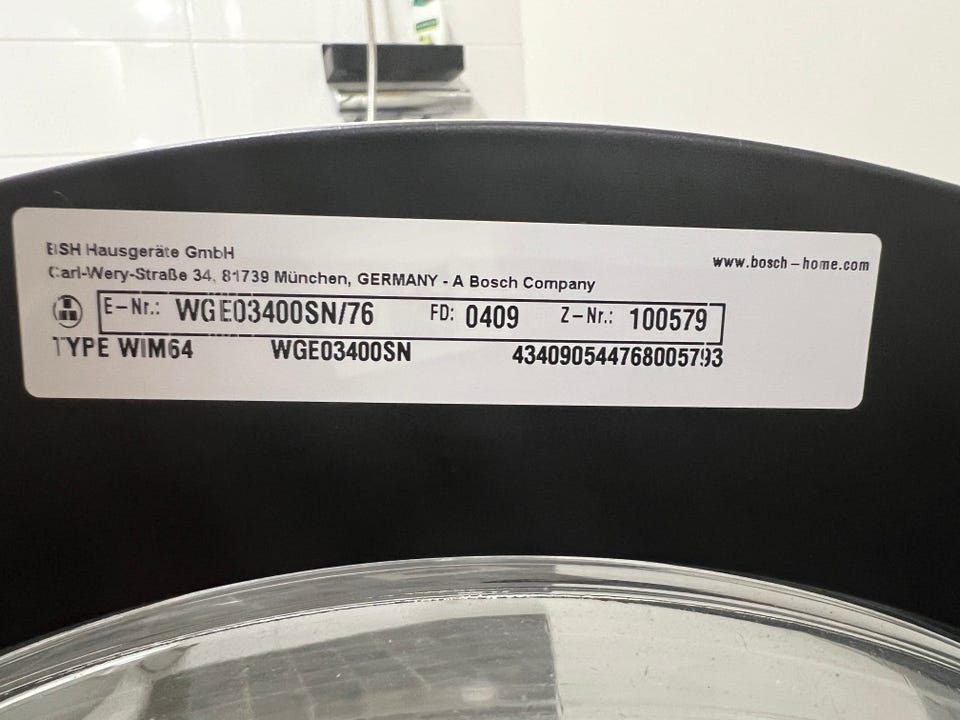 BSH Hausgeräte GmbH
Carl-Wery-Straße 34, 81739 München, GERMANY - A Bosch Company
www.bosch-home.com
E-Nr.: WGE03400SN/76 FD: 0409 Z-Nr.: 100579
TYPE WIM64 WGE03400SN 434090544768005793